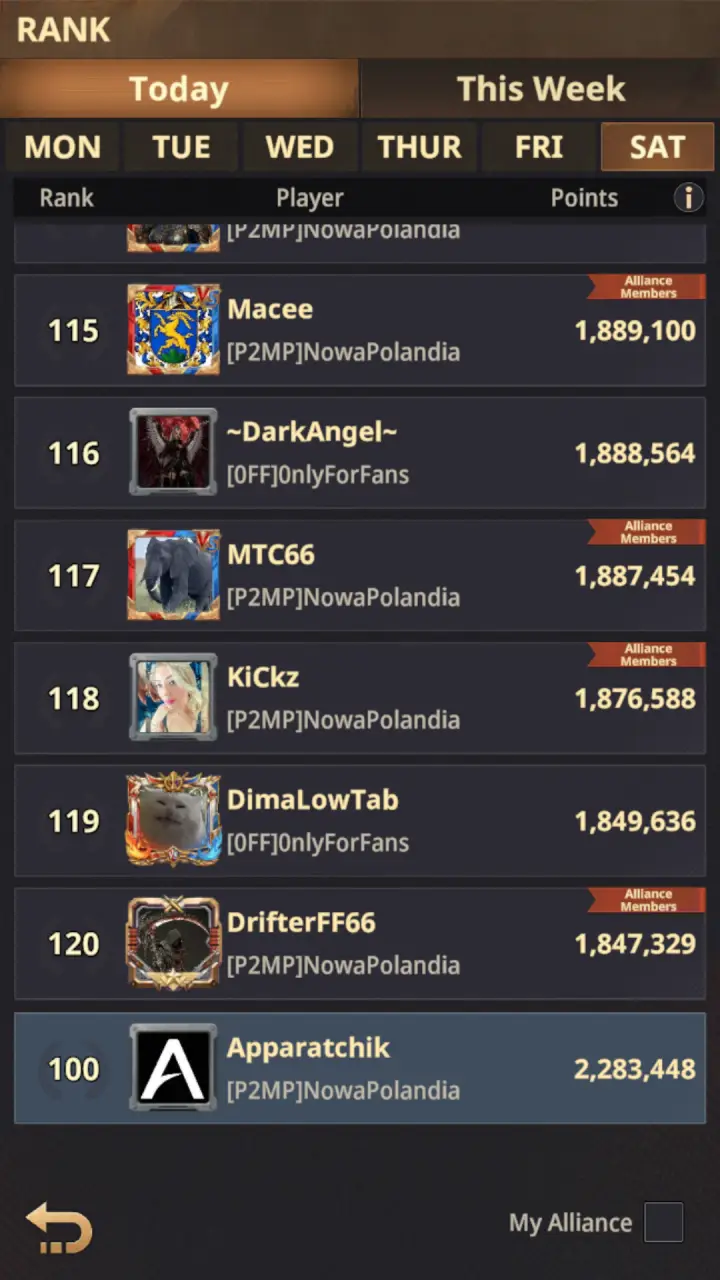 RANK
Today
This Week
MON TUE WED THUR FRI SAT
Rank Player Points
[P2MP]NowaPolandia
Alliance
Members
115 Macee 1,889,100
[P2MP]NowaPolandia
116 ~DarkAngel~ 1,888,564
[0FF]0nlyForFans
Alliance
Members
117 MTC66 1,887,454
[P2MP]NowaPolandia
Alliance
Members
118 KiCkz 1,876,588
[P2MP]NowaPolandia
119 DimaLowTab 1,849,636
[0FF]0nlyForFans
Alliance
Members
120 DrifterFF66 1,847,329
[P2MP]NowaPolandia
100 Apparatchik 2,283,448
[P2MP]NowaPolandia
My Alliance